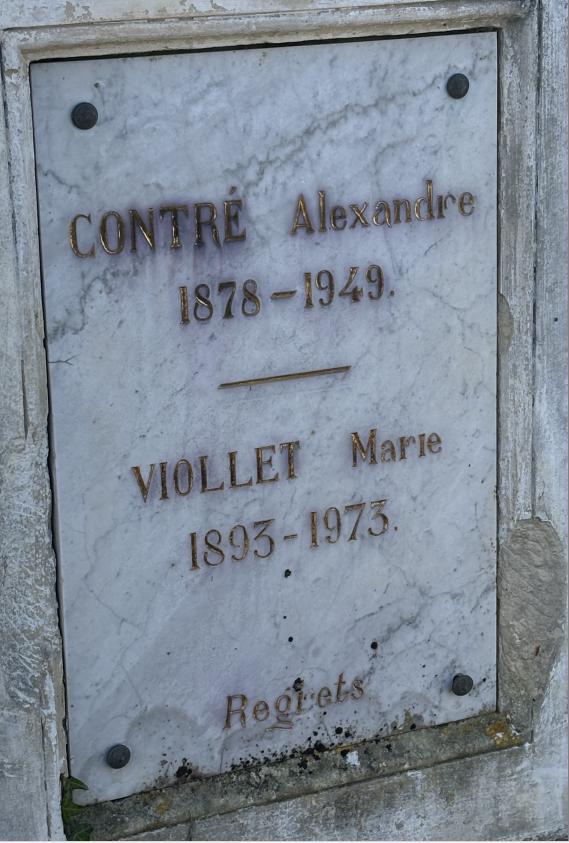 CONTRÉ Alexandre
1878-1949.
VIOLLET Marie
1893-1973.
Regrets